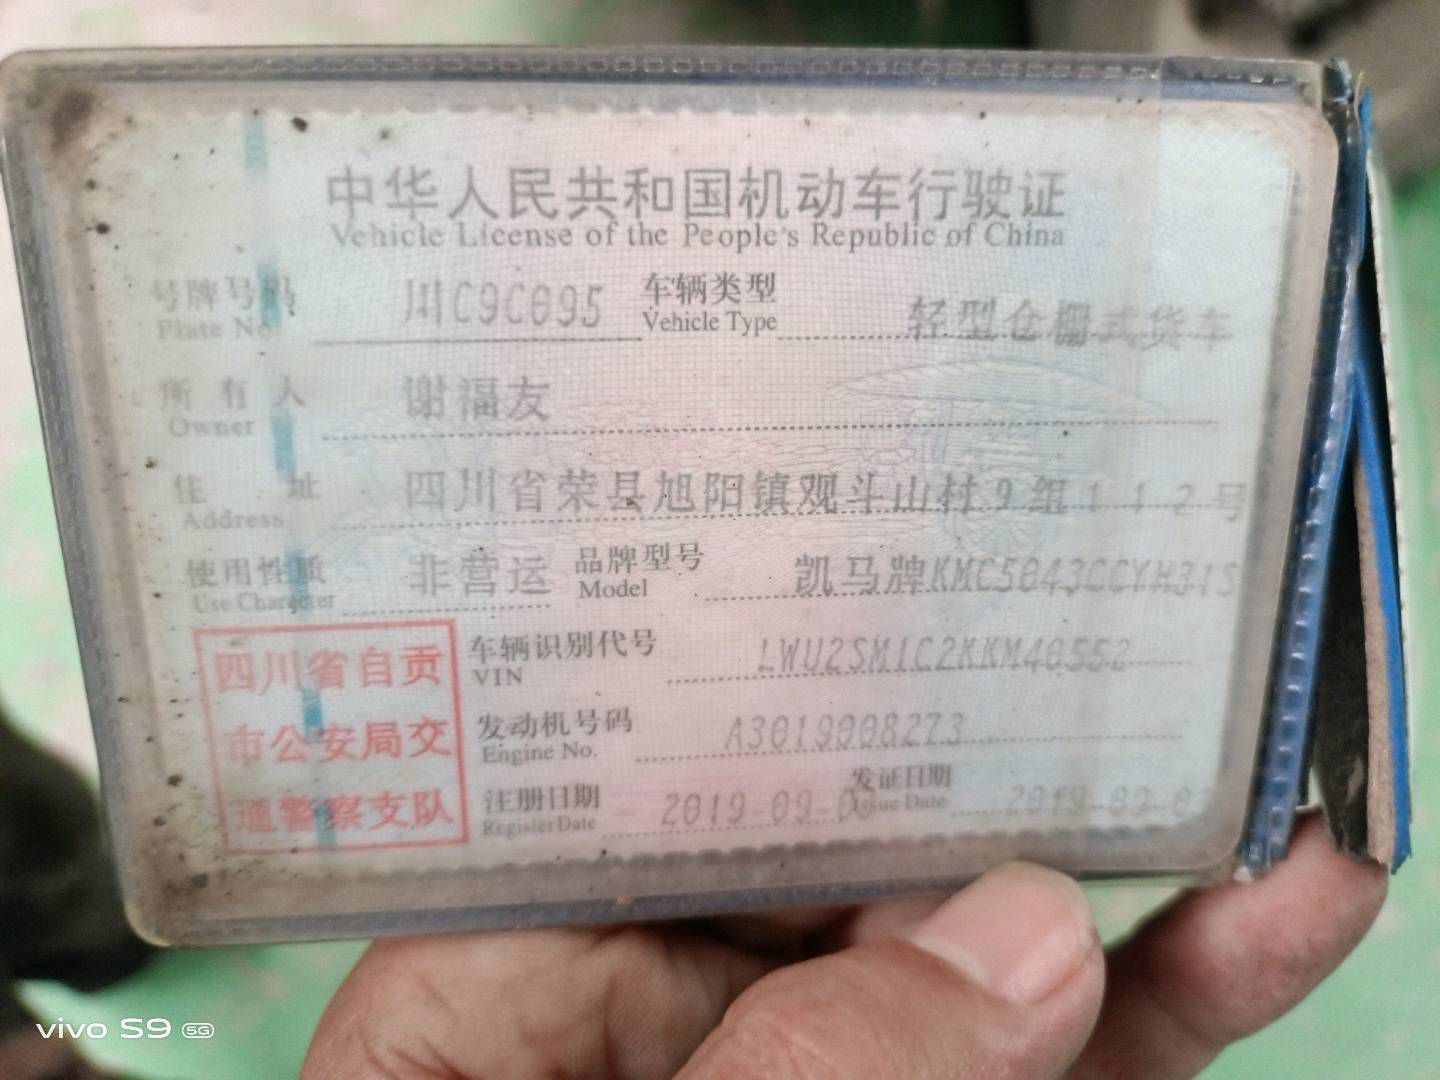 中华人民共和国机动车行驶证
Vehicle License of the People's Republic of China
号牌号码 川C9C095 车辆类型 轻型仓栅式货车
Plate No. Vehicle Type
所有人 谢福友
Owner
住址 四川省荣县旭阳镇观斗山村9组112号
Address
使用性质 非营运 品牌型号 凯马牌KMC5043CCYH31S
Use Character Model
四川省自贡
市公安局交
通警察支队
车辆识别代号
VIN
发动机号码 A3019008273
Engine No.
注册日期 发证日期
Register Date Issue Date
vivo S9 5G